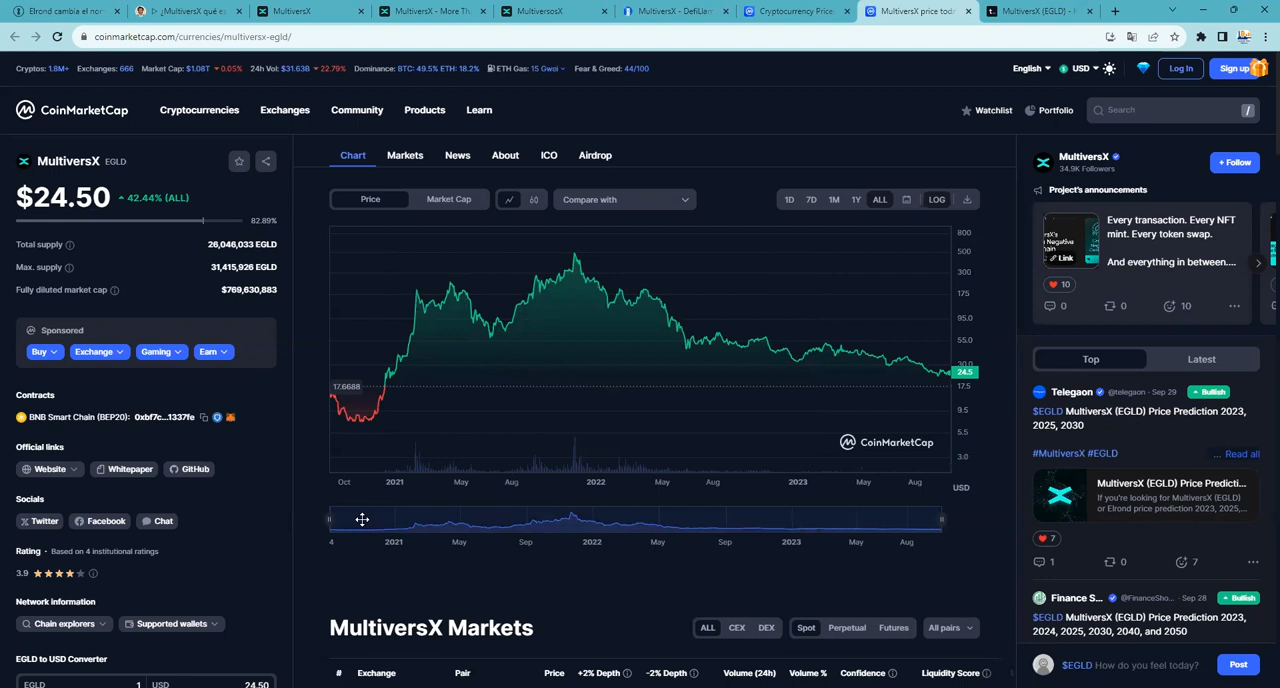 Elrond cambia el nom
¿MultiversX qué es
MultiversX
MultiversX - More Th
MultiversosX
MultiversX - DefiLlam
Cryptocurrency Price
MultiversX price toda
MultiversX (EGLD) -
coinmarketcap.com/currencies/multiversx-egld/
Cryptos: 1.8M+ Exchanges: 666 Market Cap: $1.08T 0.05% 24h Vol: $31.63B 22.79% Dominance: BTC: 49.5% ETH: 18.2% ETH Gas: 15 Gwei Fear & Greed: 44/100
English USD Log In Sign up
CoinMarketCap Cryptocurrencies Exchanges Community Products Learn
Watchlist Portfolio Search /
MultiversX EGLD
$24.50 42.44% (ALL)
82.89%
Total supply 26,046,033 EGLD
Max. supply 31,415,926 EGLD
Fully diluted market cap $769,630,883
Sponsored
Buy Exchange Gaming Earn
Contracts
BNB Smart Chain (BEP20): 0xbf7c...1337fe
Official links
Website Whitepaper GitHub
Socials
Twitter Facebook Chat
Rating · Based on 4 institutional ratings
3.9
Network information
Chain explorers Supported wallets
EGLD to USD Converter
EGLD 1 USD 24.50
Chart Markets News About ICO Airdrop
Price Market Cap Compare with 1D 7D 1M 1Y ALL LOG
800
500
300
175
95.0
55.0
30.0
24.5
17.5
9.5
5.5
3.0
17.6688
CoinMarketCap
Oct 2021 May Aug 2022 May Aug 2023 May Aug USD
4 2021 May Sep 2022 May Sep 2023 May Aug
MultiversX Markets ALL CEX DEX Spot Perpetual Futures All pairs
# Exchange Pair Price +2% Depth -2% Depth Volume (24h) Volume % Confidence Liquidity Score
MultiversX
34.9K Followers
+ Follow
Project's announcements
Link
Every transaction. Every NFT
mint. Every token swap.
And everything in between....
10
0 0 10
Top Latest
Telegaon @telegaon · Sep 29 Bullish
$EGLD MultiversX (EGLD) Price Prediction 2023,
2025, 2030
#MultiversX #EGLD ... Read all
MultiversX (EGLD) Price Predicti...
If you're looking for MultiversX (EGLD)
or Elrond price prediction 2023, 2025,...
7
1 0 7
Finance S... @FinanceSho... · Sep 28 Bullish
$EGLD MultiversX (EGLD) Price Prediction 2023,
2024, 2025, 2030, 2040, and 2050
$EGLD How do you feel today? Post